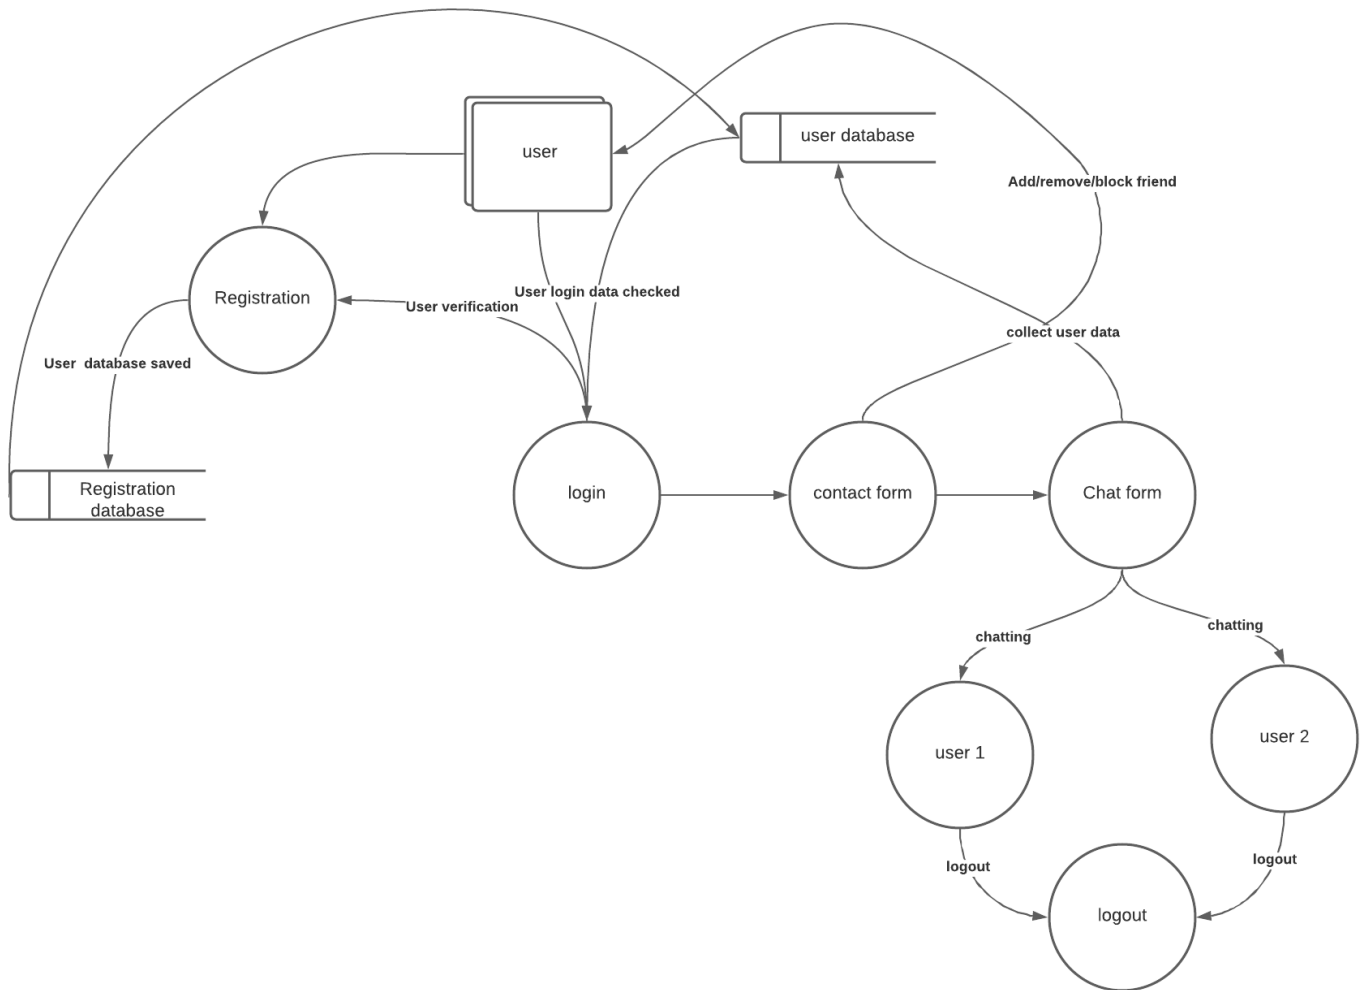 user database
user
Add/remove/block friend
User login data checked
Registration
User verification
collect user data
User  database saved
Registration
database
login
contact form
Chat form
chatting
chatting
user 1
user 2
logout
logout
logout